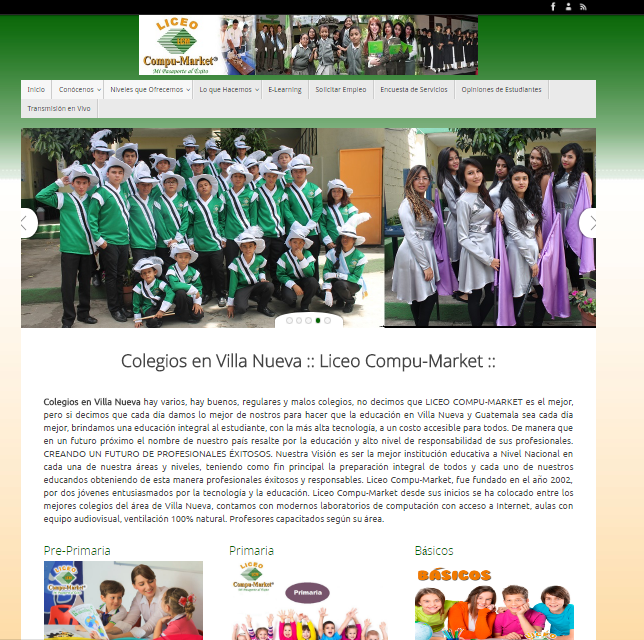 LICEO
Compu-Market®
Mi Pasaporte al Éxito
Inicio
Conócenos
Niveles que Ofrecemos
Lo que Hacemos
E-Learning
Solicitar Empleo
Encuesta de Servicios
Opiniones de Estudiantes
Transmisión en Vivo
Colegios en Villa Nueva :: Liceo Compu-Market ::
Colegios en Villa Nueva hay varios, hay buenos, regulares y malos colegios, no decimos que LICEO COMPU-MARKET es el mejor,
pero si decimos que cada día damos lo mejor de nostros para hacer que la educación en Villa Nueva y Guatemala sea cada día
mejor, brindamos una educación integral al estudiante, con la más alta tecnología, a un costo accesible para todos. De manera que
en un futuro próximo el nombre de nuestro país resalte por la educación y alto nivel de responsabilidad de sus profesionales.
CREANDO UN FUTURO DE PROFESIONALES ÉXITOSOS. Nuestra Visión es ser la mejor institución educativa a Nivel Nacional en
cada una de nuestra áreas y niveles, teniendo como fin principal la preparación integral de todos y cada uno de nuestros
educandos obteniendo de esta manera profesionales éxitosos y responsables. Liceo Compu-Market, fue fundado en el año 2002,
por dos jóvenes entusiasmados por la tecnología y la educación. Liceo Compu-Market desde sus inicios se ha colocado entre los
mejores colegios del área de Villa Nueva, contamos con modernos laboratorios de computación con acceso a Internet, aulas con
equipo audiovisual, ventilación 100% natural. Profesores capacitados según su área.
Pre-Primaria
Primaria
Básicos
LICEO
Compu-Market®
LICEO
Compu-Market®
Primaria
BÁSICOS